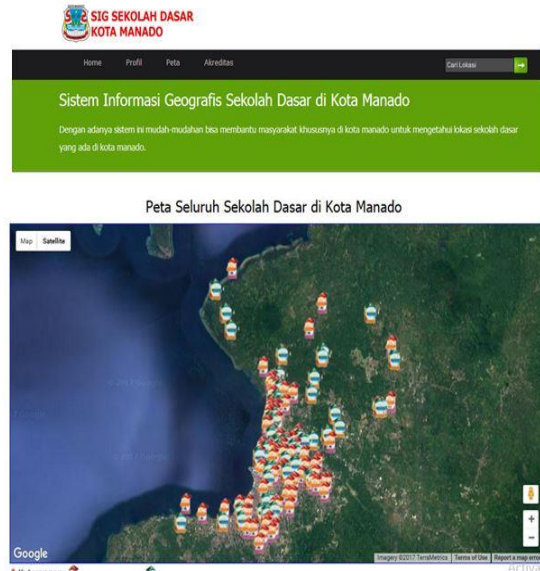 SIG SEKOLAH DASAR
KOTA MANADO
Home Profil Peta Akreditas
Cari Lokasi
Sistem Informasi Geografis Sekolah Dasar di Kota Manado
Dengan adanya sistem ini mudah-mudahan bisa membantu masyarakat khususnya di kota manado untuk mengetahui lokasi sekolah dasar
yang ada di kota manado.
Peta Seluruh Sekolah Dasar di Kota Manado
Map Satellite
Google
Imagery ©2017 TerraMetrics Terms of Use Report a map error